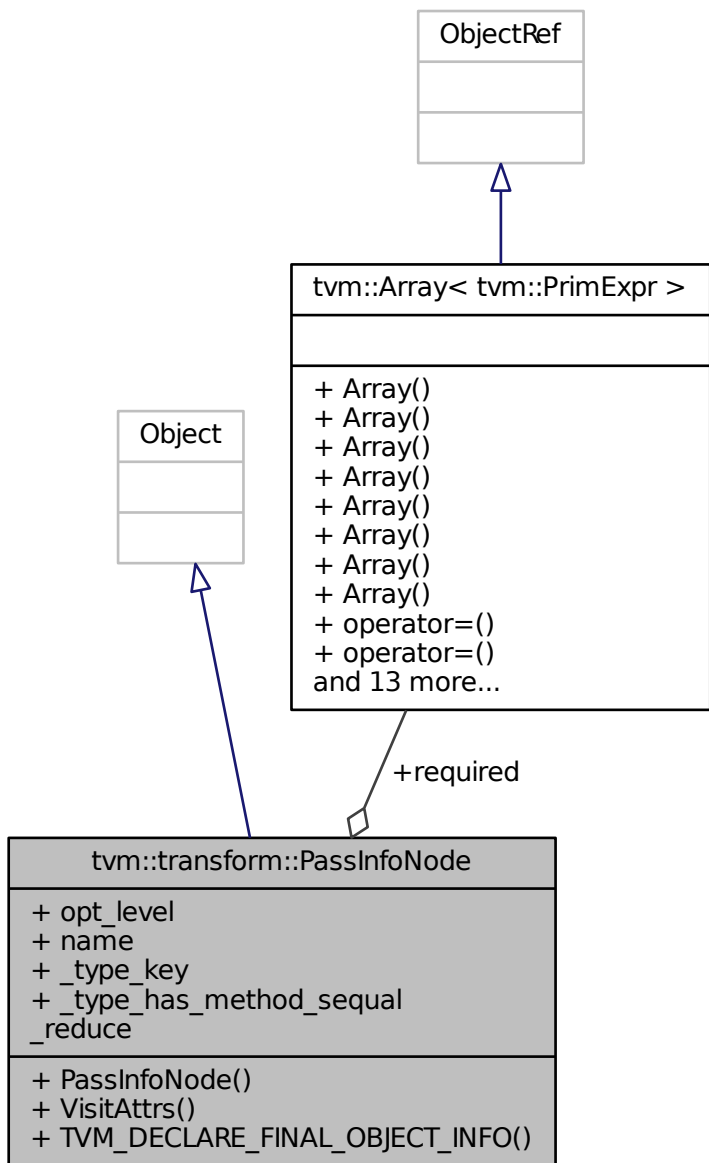 ObjectRef
tvm::Array< tvm::PrimExpr >
+ Array()
+ Array()
+ Array()
+ Array()
+ Array()
+ Array()
+ Array()
+ Array()
+ operator=()
+ operator=()
and 13 more...
Object
+required
tvm::transform::PassInfoNode
+ opt_level
+ name
+ _type_key
+ _type_has_method_sequal
_reduce
+ PassInfoNode()
+ VisitAttrs()
+ TVM_DECLARE_FINAL_OBJECT_INFO()